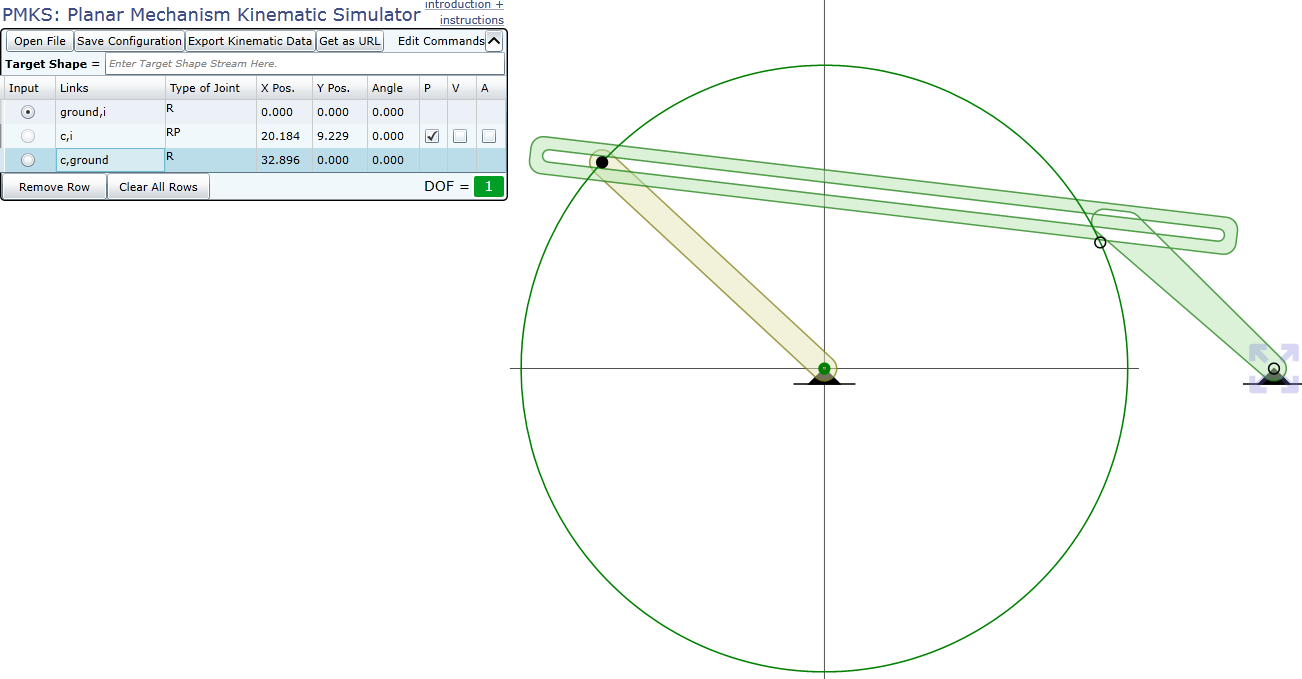 introduction +
PMKS: Planar Mechanism Kinematic Simulator instructions
Open File Save Configuration Export Kinematic Data Get as URL Edit Commands
Target Shape = Enter Target Shape Stream Here.
Input Links Type of Joint X Pos. Y Pos. Angle P V A
ground,i R 0.000 0.000 0.000
c,i RP 20.184 9.229 0.000
c,ground R 32.896 0.000 0.000
Remove Row Clear All Rows DOF = 1